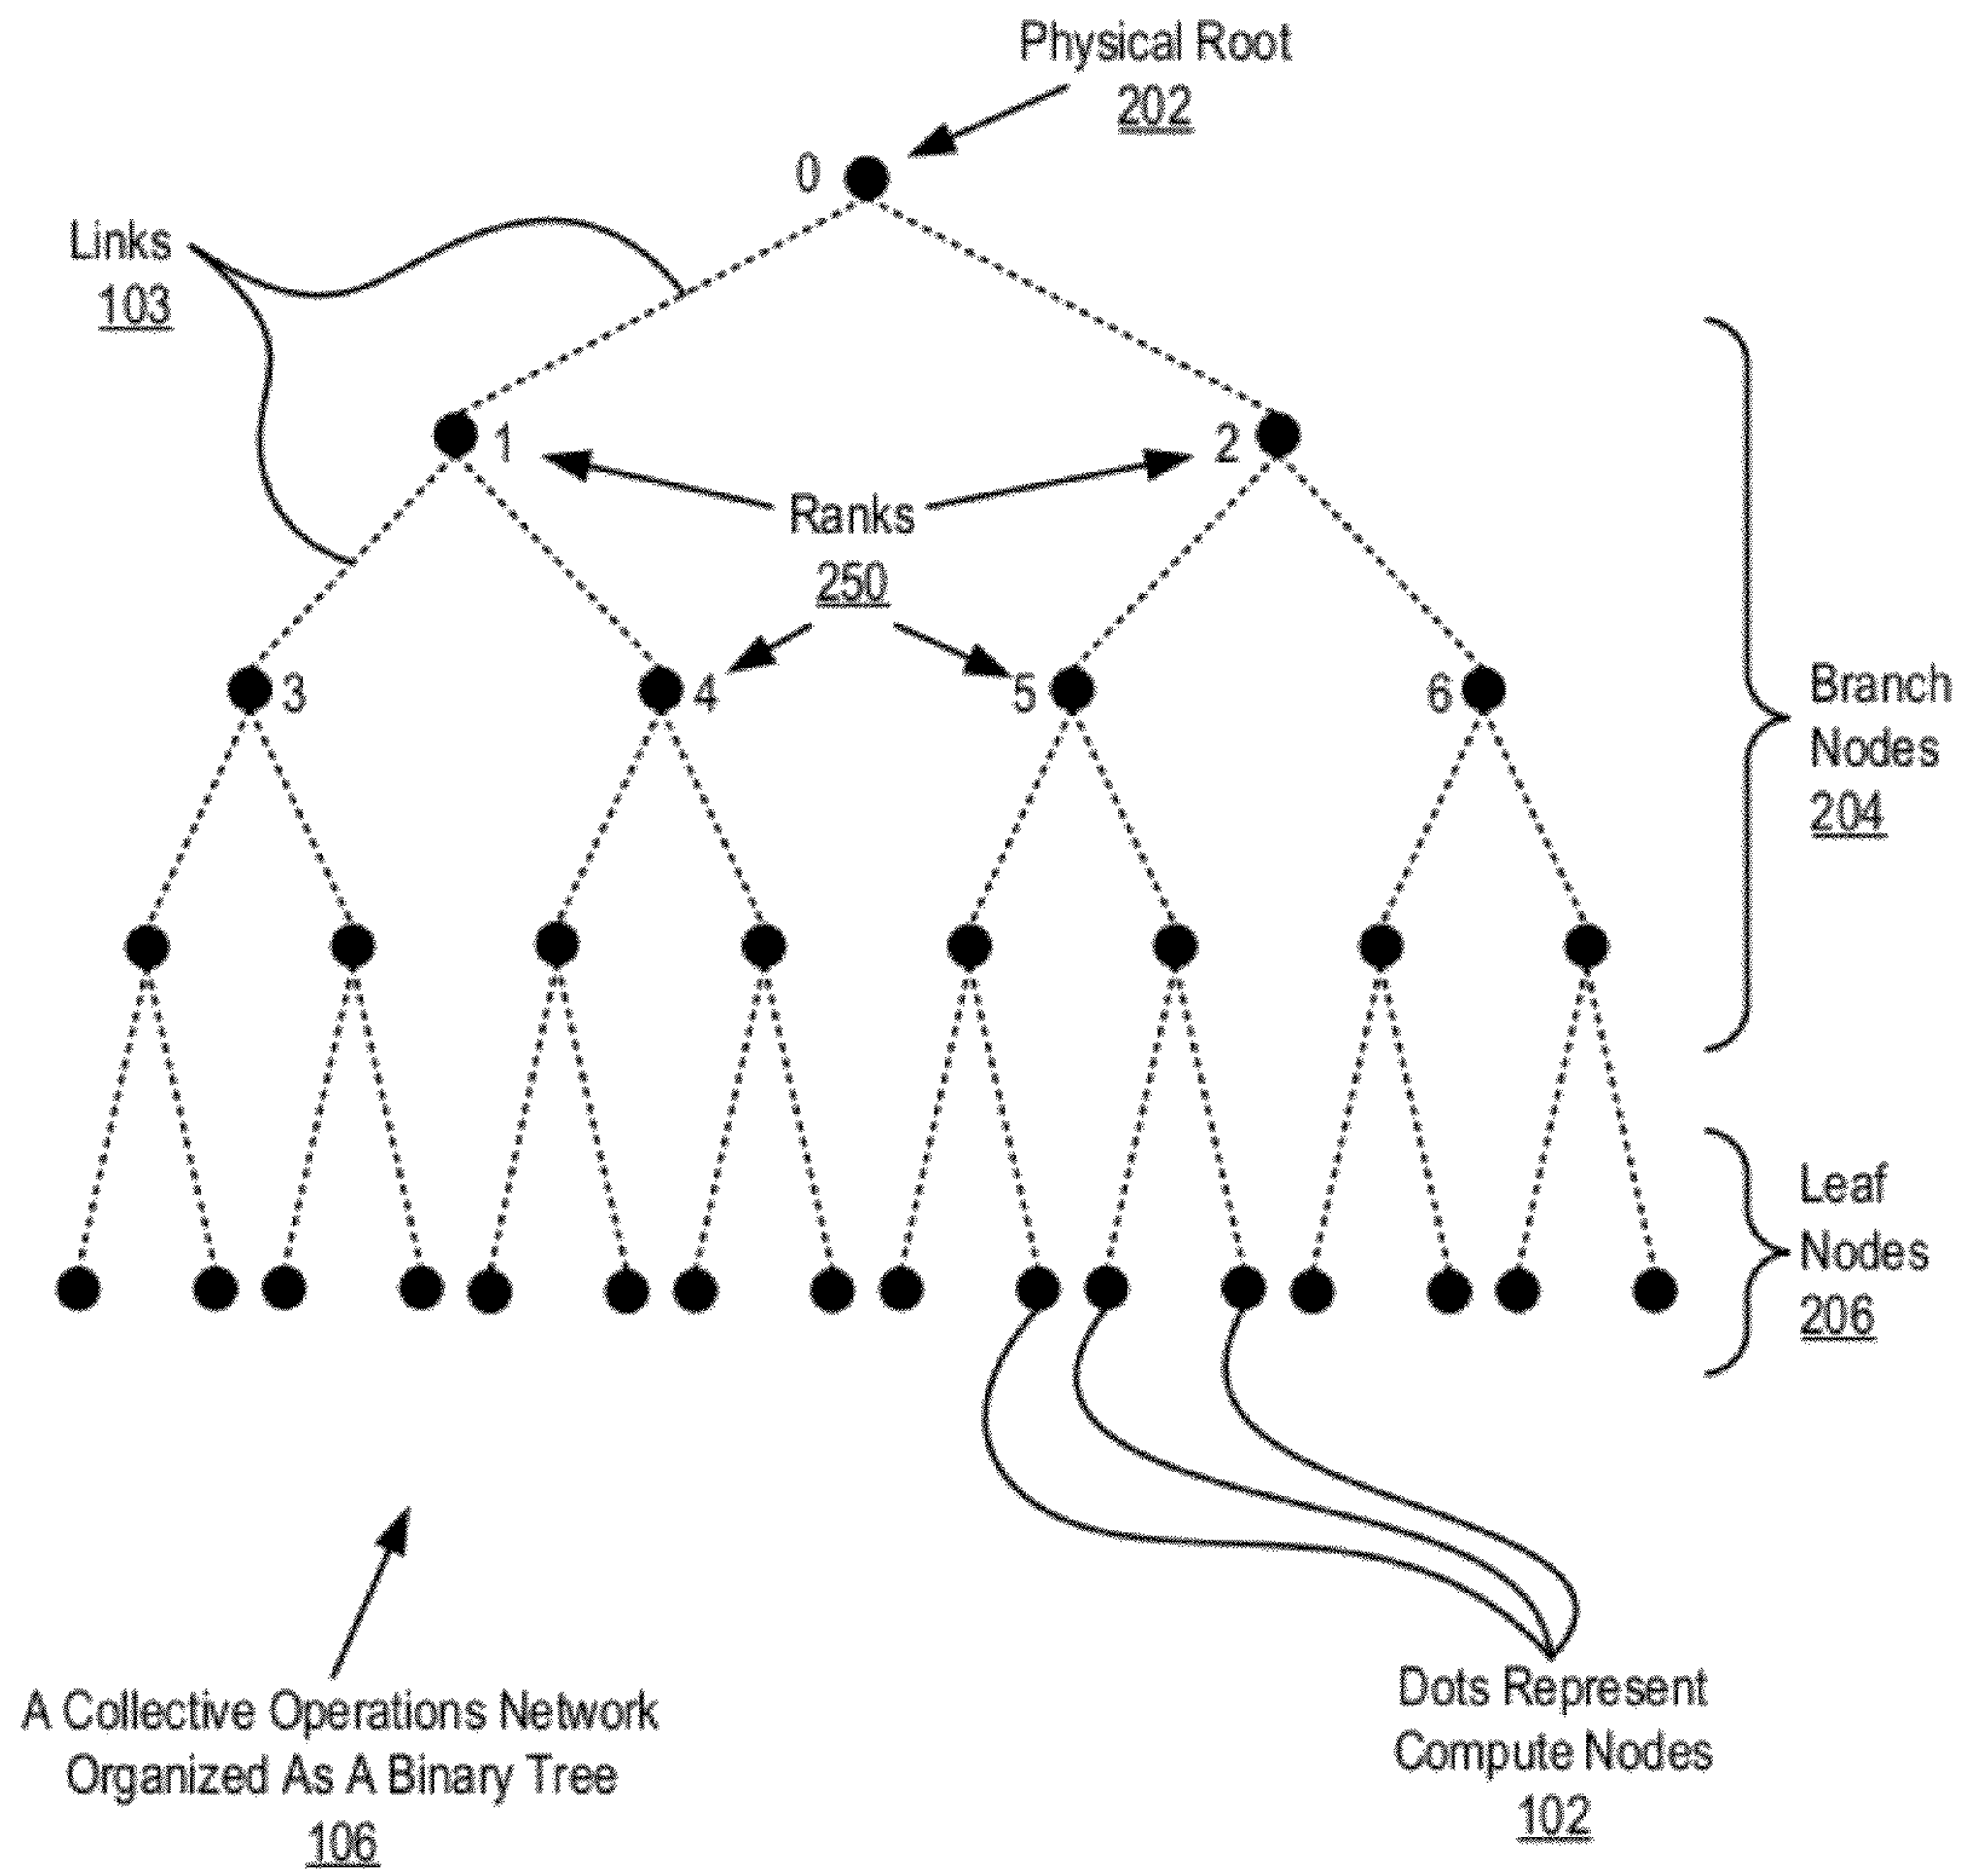 Physical Root
202
0
Links
103
1
2
Ranks
250
3
4
5
6
Branch
Nodes
204
Leaf
Nodes
206
A Collective Operations Network
Organized As A Binary Tree
106
Dots Represent
Compute Nodes
102